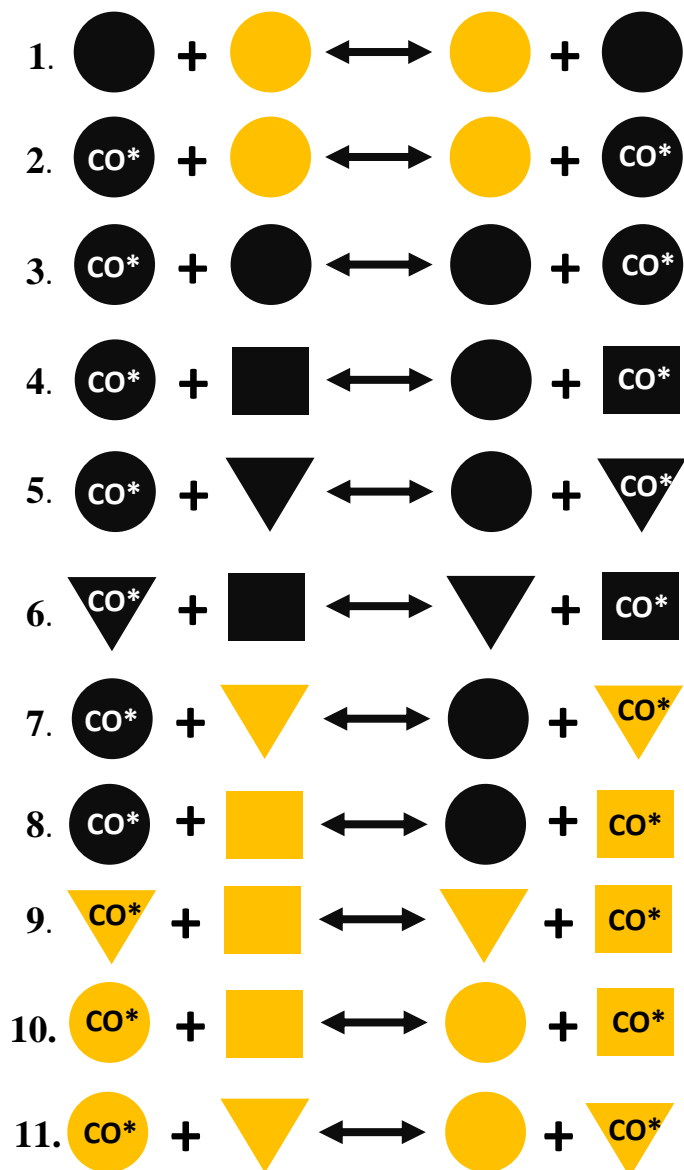 1. + +
2. CO* + + CO*
3. CO* + + CO*
4. CO* + + CO*
5. CO* + + CO*
6. CO* + + CO*
7. CO* + + CO*
8. CO* + + CO*
9. CO* + + CO*
10. CO* + + CO*
11. CO* + + CO*